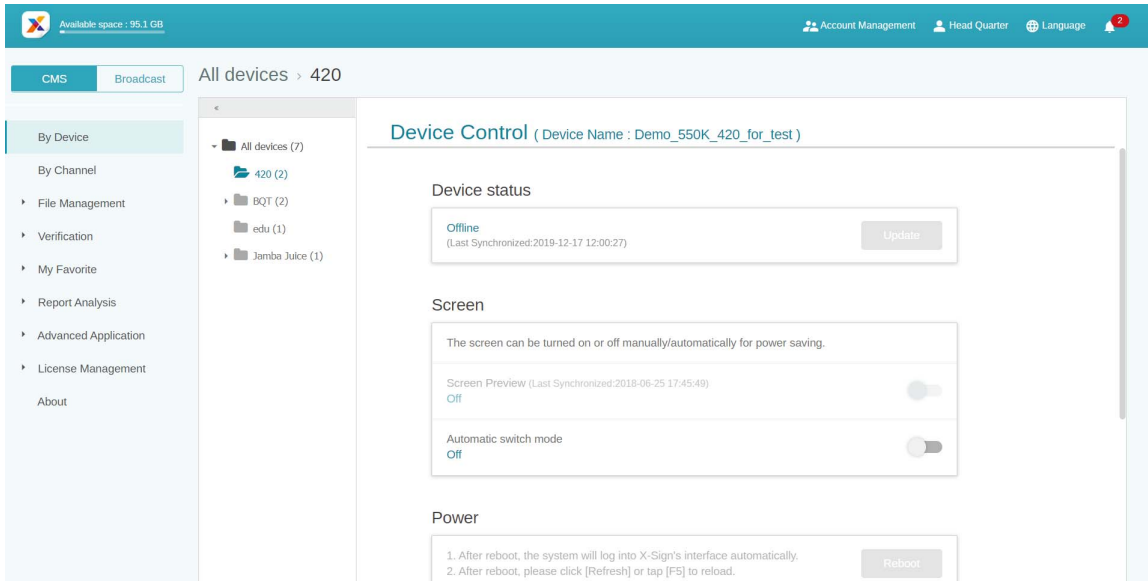 Available space : 95.1 GB
Account Management
Head Quarter
Language
2
CMS
Broadcast
All devices › 420
«
By Device
By Channel
File Management
Verification
My Favorite
Report Analysis
Advanced Application
License Management
About
All devices (7)
420 (2)
BQT (2)
edu (1)
Jamba Juice (1)
Device Control ( Device Name : Demo_550K_420_for_test )
Device status
Offline
(Last Synchronized:2019-12-17 12:00:27)
Update
Screen
The screen can be turned on or off manually/automatically for power saving.
Screen Preview (Last Synchronized:2018-06-25 17:45:49)
Off
Automatic switch mode
Off
Power
1. After reboot, the system will log into X-Sign's interface automatically.
2. After reboot, please click [Refresh] or tap [F5] to reload.
Reboot